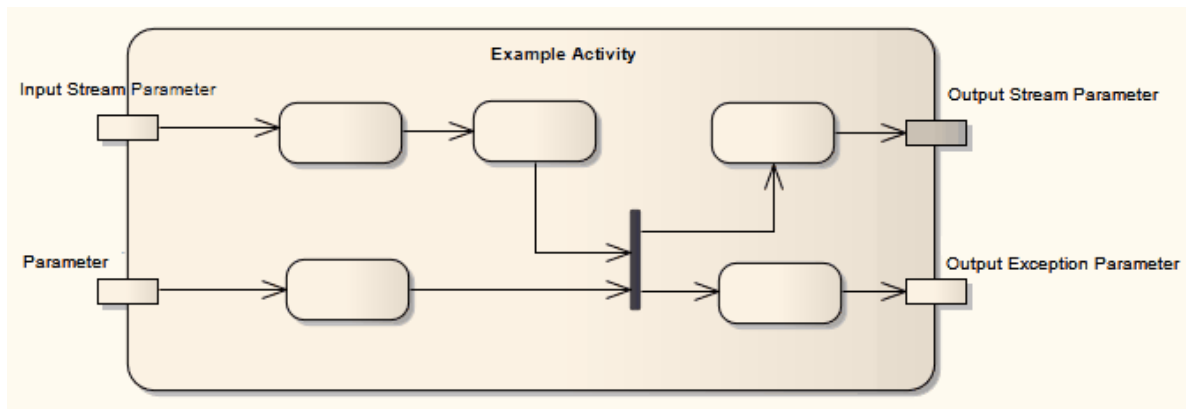 Example Activity
Input Stream Parameter
Output Stream Parameter
Parameter
Output Exception Parameter